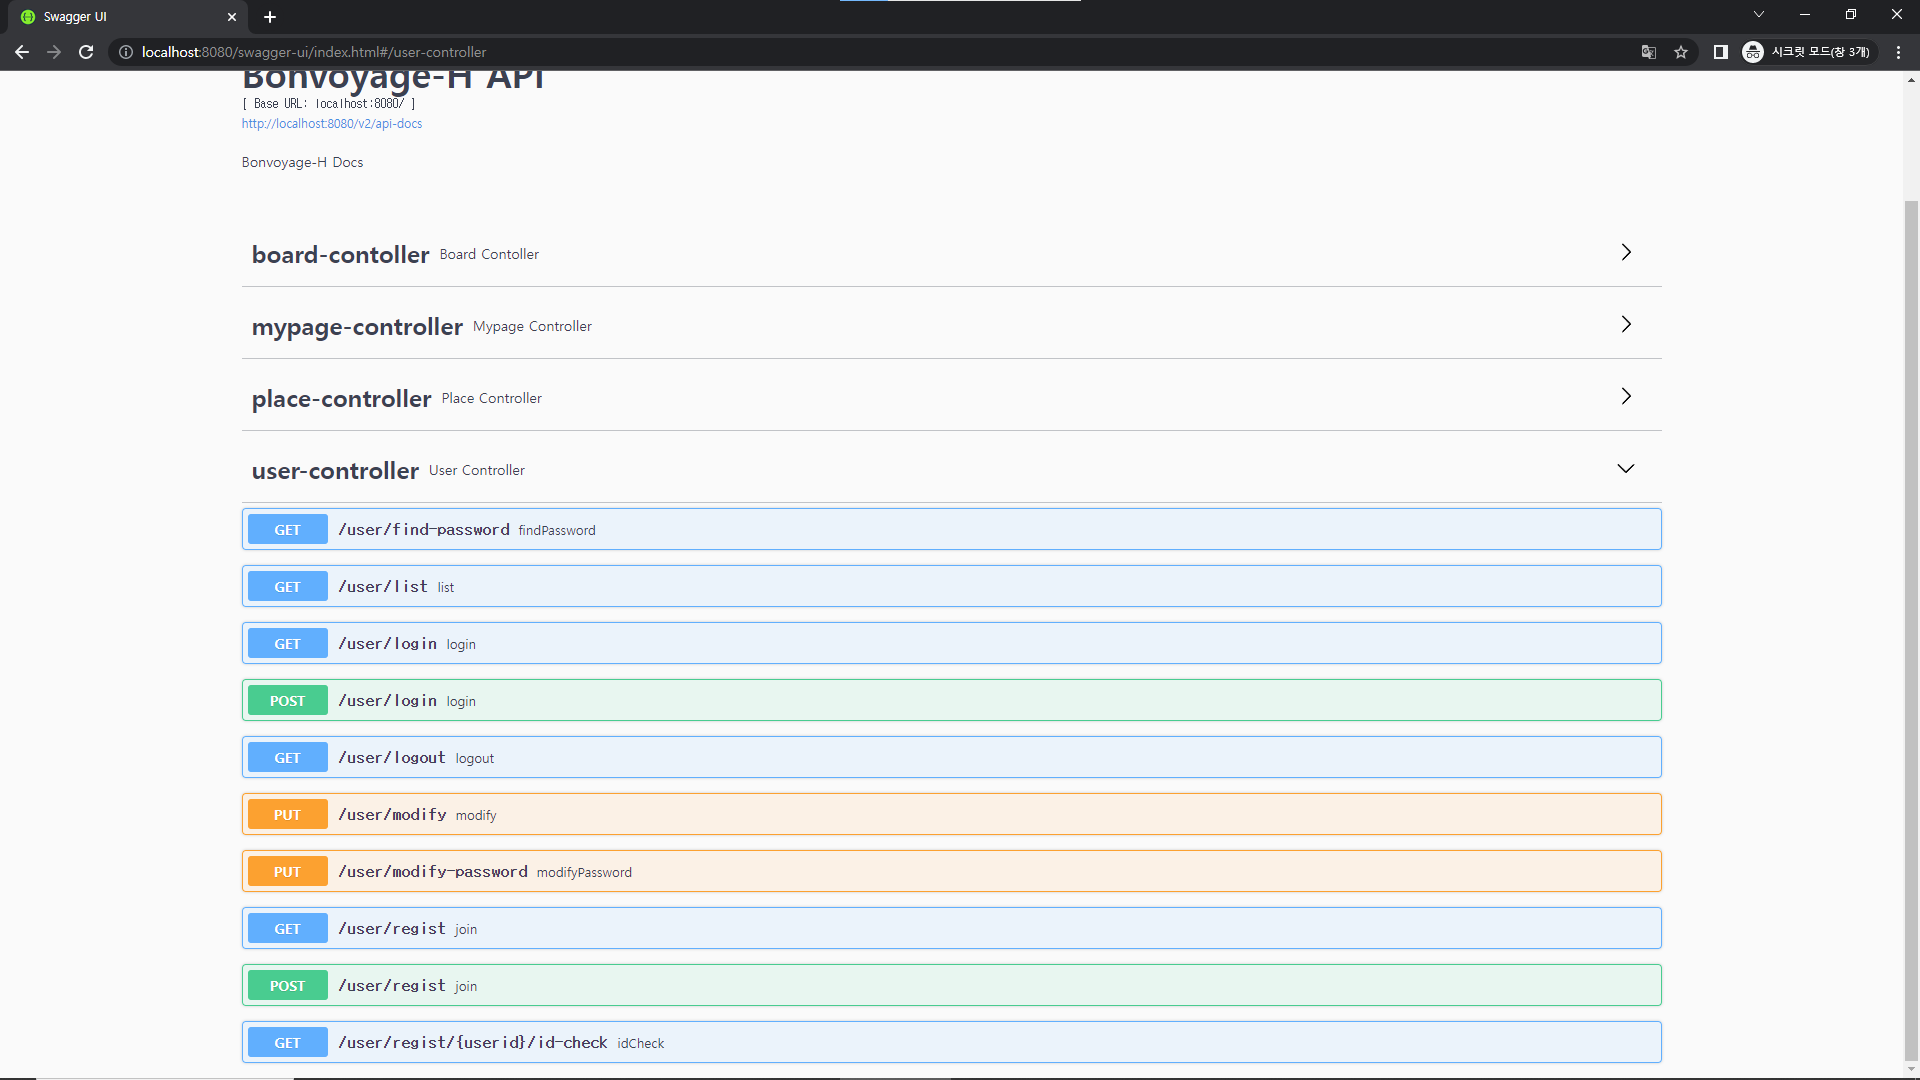 Swagger UI
localhost:8080/swagger-ui/index.html#/user-controller
시크릿 모드(창 3개)
Bonvoyage-H API
[ Base URL: localhost:8080/ ]
http://localhost:8080/v2/api-docs
Bonvoyage-H Docs
board-contoller Board Contoller
mypage-controller Mypage Controller
place-controller Place Controller
user-controller User Controller
GET /user/find-password findPassword
GET /user/list list
GET /user/login login
POST /user/login login
GET /user/logout logout
PUT /user/modify modify
PUT /user/modify-password modifyPassword
GET /user/regist join
POST /user/regist join
GET /user/regist/{userid}/id-check idCheck